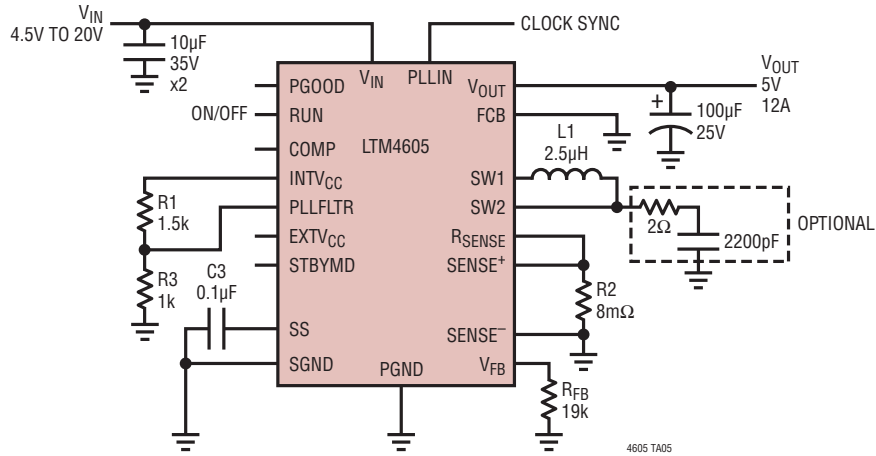 VIN
4.5V TO 20V
10µF
35V
x2
CLOCK SYNC
VIN
PLLIN
PGOOD
ON/OFF
RUN
COMP
LTM4605
INTVCC
PLLFLTR
EXTVCC
STBYMD
SS
SGND
PGND
VOUT
FCB
SW1
SW2
RSENSE
SENSE+
SENSE–
VFB
R1
1.5k
R3
1k
C3
0.1µF
VOUT
5V
12A
+
100µF
25V
L1
2.5µH
2Ω
2200pF
OPTIONAL
R2
8mΩ
RFB
19k
4605 TA05